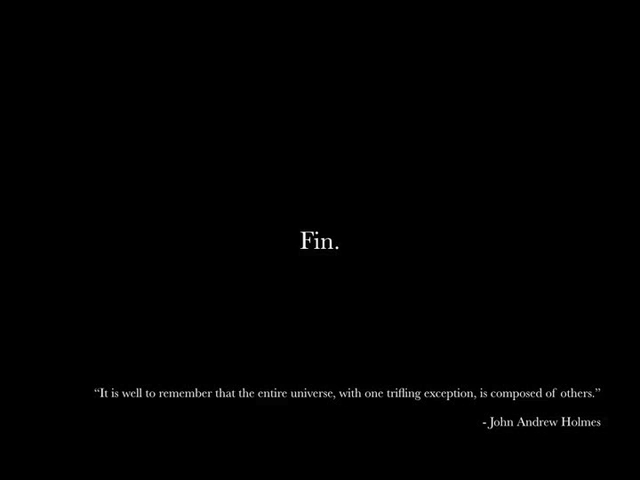 Fin.
“It is well to remember that the entire universe, with one trifling exception, is composed of others.”
- John Andrew Holmes